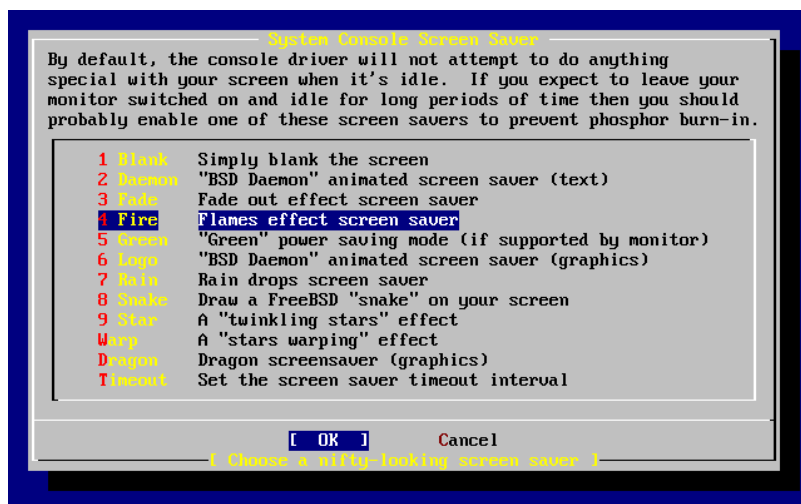 System Console Screen Saver
By default, the console driver will not attempt to do anything
special with your screen when it's idle.  If you expect to leave your
monitor switched on and idle for long periods of time then you should
probably enable one of these screen savers to prevent phosphor burn-in.
1 Blank   Simply blank the screen
2 Daemon  "BSD Daemon" animated screen saver (text)
3 Fade    Fade out effect screen saver
4 Fire    Flames effect screen saver
5 Green   "Green" power saving mode (if supported by monitor)
6 Logo    "BSD Daemon" animated screen saver (graphics)
7 Rain    Rain drops screen saver
8 Snake   Draw a FreeBSD "snake" on your screen
9 Star    A "twinkling stars" effect
Warp      A "stars warping" effect
Dragon    Dragon screensaver (graphics)
Timeout   Set the screen saver timeout interval
[  OK  ]       Cancel
[ Choose a nifty-looking screen saver ]